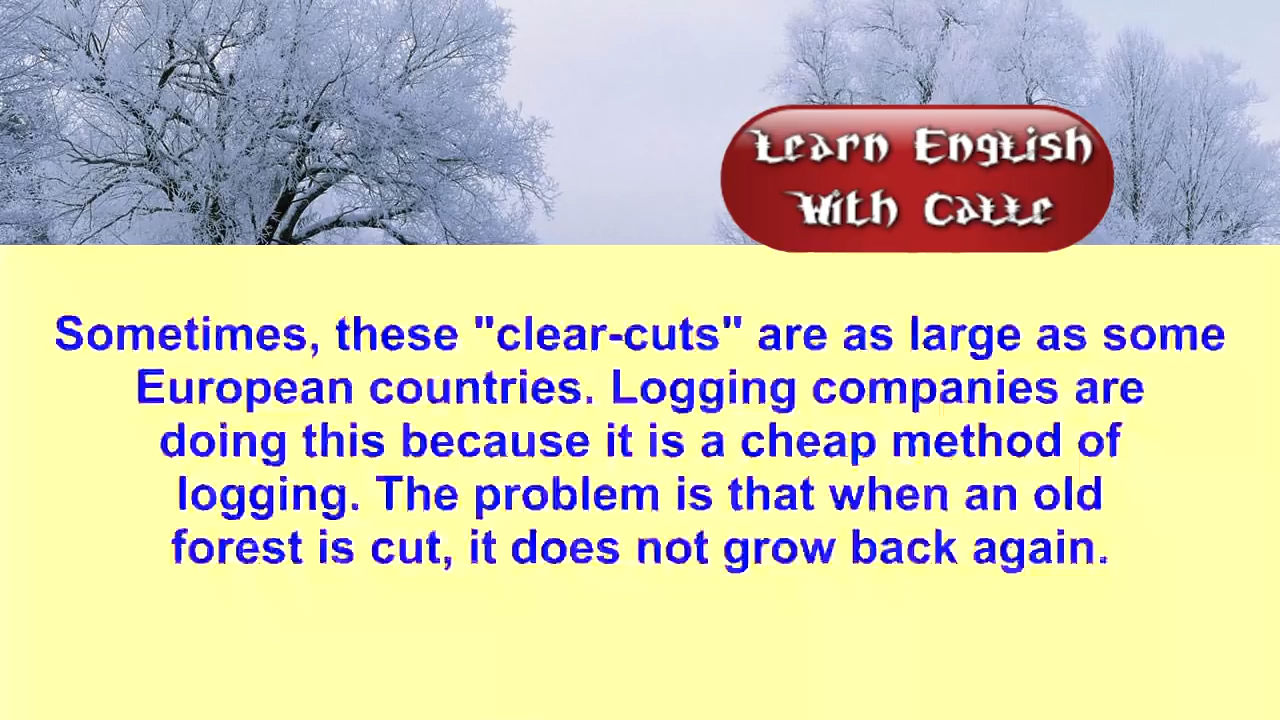 Learn English
With Catte
Sometimes, these "clear-cuts" are as large as some
European countries. Logging companies are
doing this because it is a cheap method of
logging. The problem is that when an old
forest is cut, it does not grow back again.